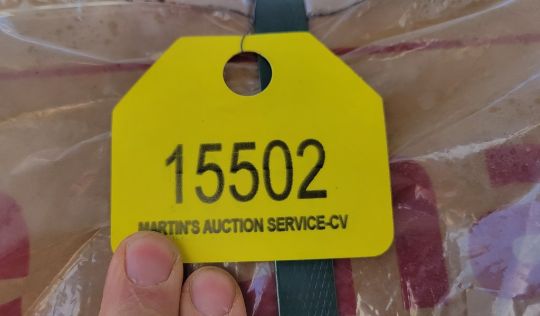 15502
MARTIN'S AUCTION SERVICE-CV